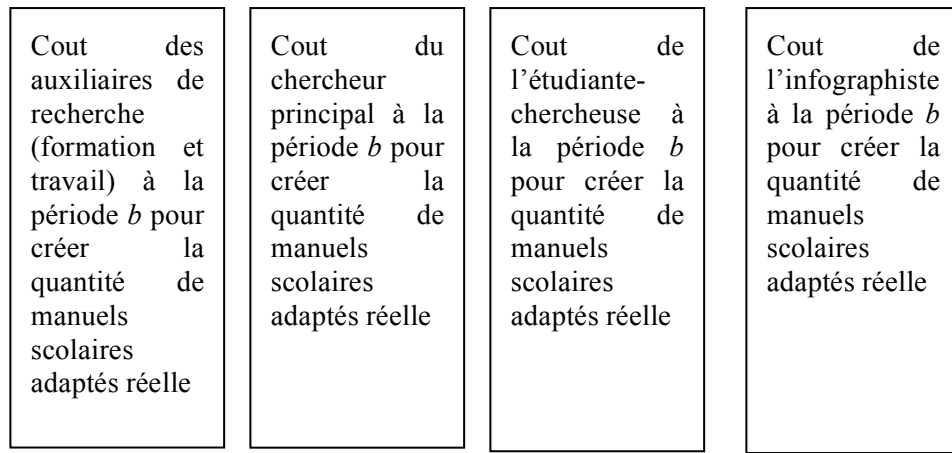 Cout des
auxiliaires de
recherche
(formation et
travail) à la
période b pour
créer la
quantité de
manuels
scolaires
adaptés réelle
Cout du
chercheur
principal à la
période b pour
créer la
quantité de
manuels
scolaires
adaptés réelle
Cout de
l’étudiante-
chercheuse à
la période b
pour créer la
quantité de
manuels
scolaires
adaptés réelle
Cout de
l’infographiste
à la période b
pour créer la
quantité de
manuels
scolaires
adaptés réelle